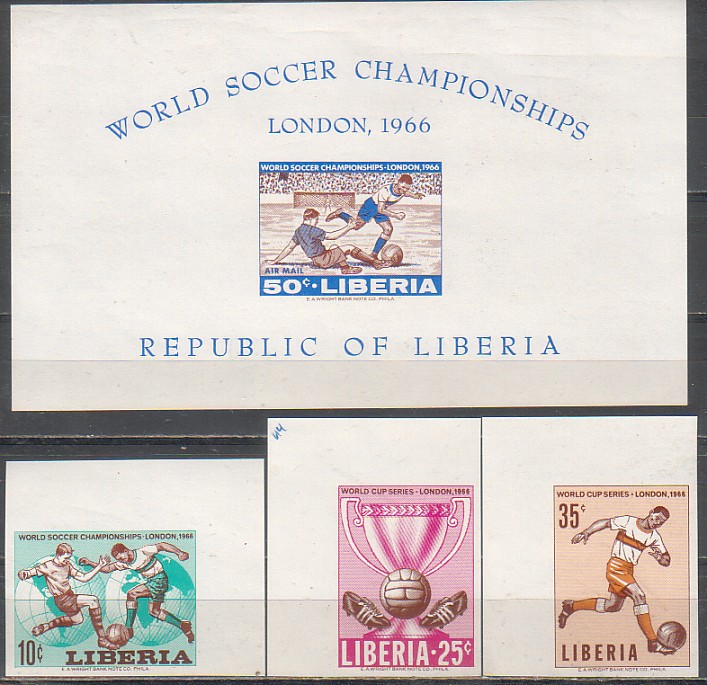 WORLD SOCCER CHAMPIONSHIPS
LONDON, 1966
WORLD SOCCER CHAMPIONSHIPS-LONDON, 1966
AIR MAIL
50¢·LIBERIA
E.A.WRIGHT BANK NOTE CO. PHILA.
REPUBLIC OF LIBERIA
WORLD SOCCER CHAMPIONSHIPS - LONDON, 1966
10¢ LIBERIA
E.A.WRIGHT BANK NOTE CO. PHILA.
WORLD CUP SERIES - LONDON, 1966
LIBERIA·25¢
E.A.WRIGHT BANK NOTE CO. PHILA.
WORLD CUP SERIES - LONDON, 1966
35¢
LIBERIA
E.A.WRIGHT BANK NOTE CO. PHILA.